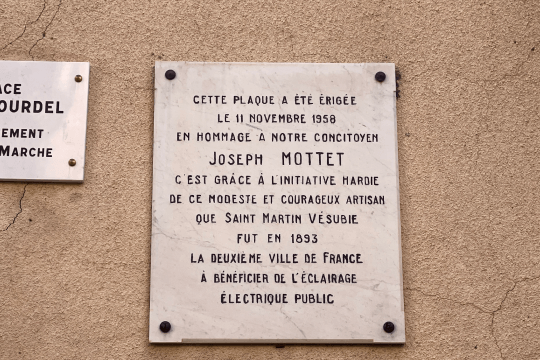 ACE
OURDEL
EMENT
MARCHE
CETTE PLAQUE A ÉTÉ ÉRIGÉE
LE 11 NOVEMBRE 1958
EN HOMMAGE A NOTRE CONCITOYEN
JOSEPH MOTTET
C'EST GRÂCE À L'INITIATIVE HARDIE
DE CE MODESTE ET COURAGEUX ARTISAN
QUE SAINT MARTIN VÉSUBIE
FUT EN 1893
LA DEUXIÈME VILLE DE FRANCE
À BÉNÉFICIER DE L'ÉCLAIRAGE
ÉLECTRIQUE PUBLIC